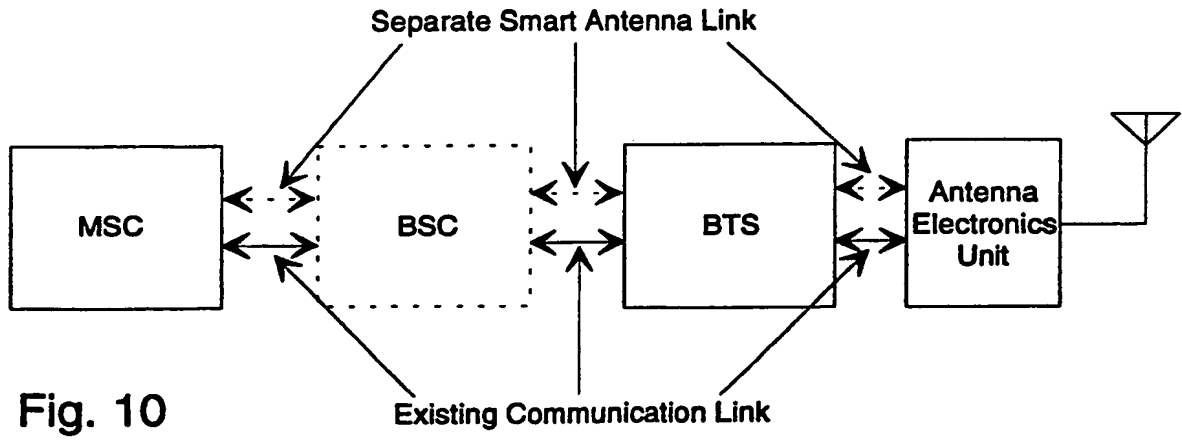 Separate Smart Antenna Link
MSC
BSC
BTS
Antenna
Electronics
Unit
Existing Communication Link
Fig. 10